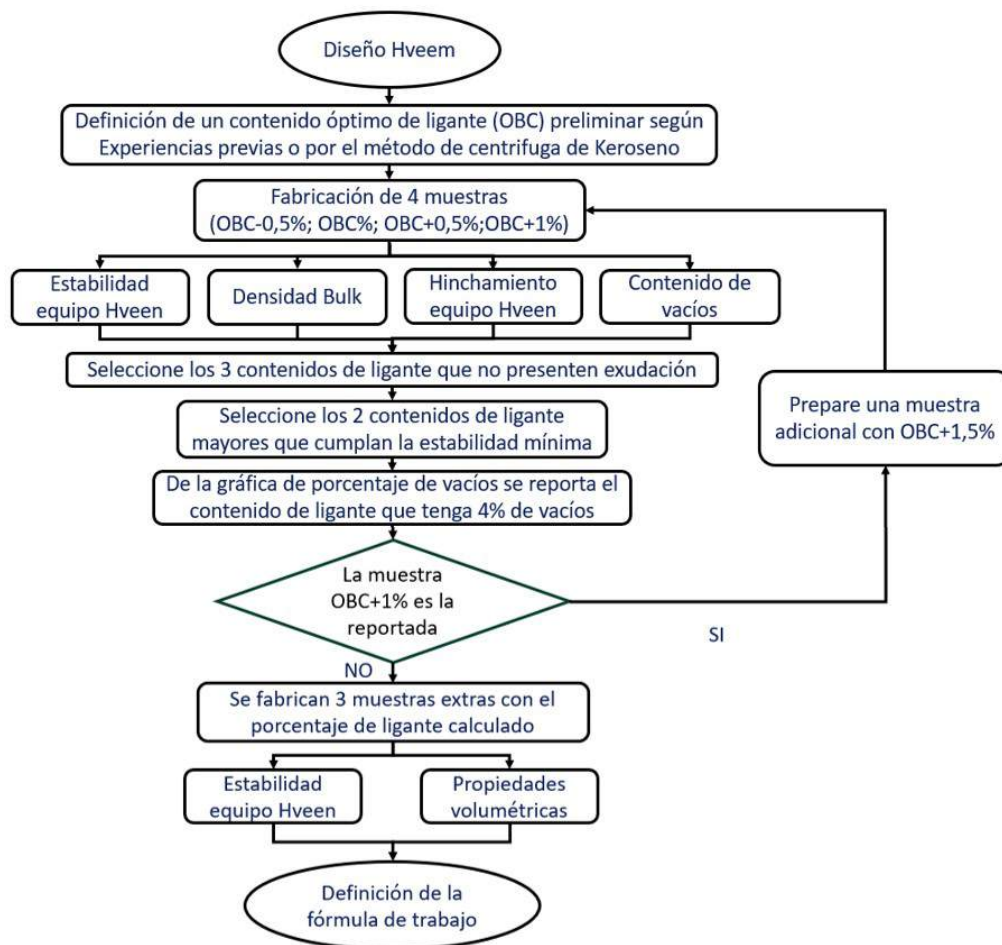 Diseño Hveem
Definición de un contenido óptimo de ligante (OBC) preliminar según
Experiencias previas o por el método de centrifuga de Keroseno
Fabricación de 4 muestras
(OBC-0,5%; OBC%; OBC+0,5%;OBC+1%)
Estabilidad
equipo Hveen
Densidad Bulk
Hinchamiento
equipo Hveen
Contenido de
vacíos
Seleccione los 3 contenidos de ligante que no presenten exudación
Seleccione los 2 contenidos de ligante
mayores que cumplan la estabilidad mínima
Prepare una muestra
adicional con OBC+1,5%
De la gráfica de porcentaje de vacíos se reporta el
contenido de ligante que tenga 4% de vacíos
La muestra
OBC+1% es la
reportada
SI
NO
Se fabrican 3 muestras extras con el
porcentaje de ligante calculado
Estabilidad
equipo Hveen
Propiedades
volumétricas
Definición de la
fórmula de trabajo